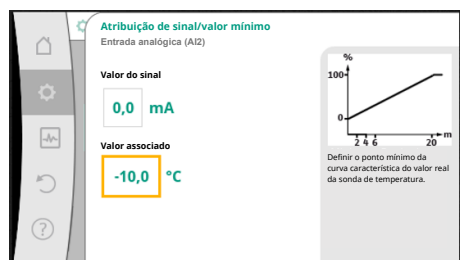 Atribuição de sinal/valor mínimo
Entrada analógica (AI2)
Valor do sinal
0,0 mA
Valor associado
-10,0 °C
%
100
0
2 4 6 20 m
Definir o ponto mínimo da
curva característica do valor real
da sonda de temperatura.
?